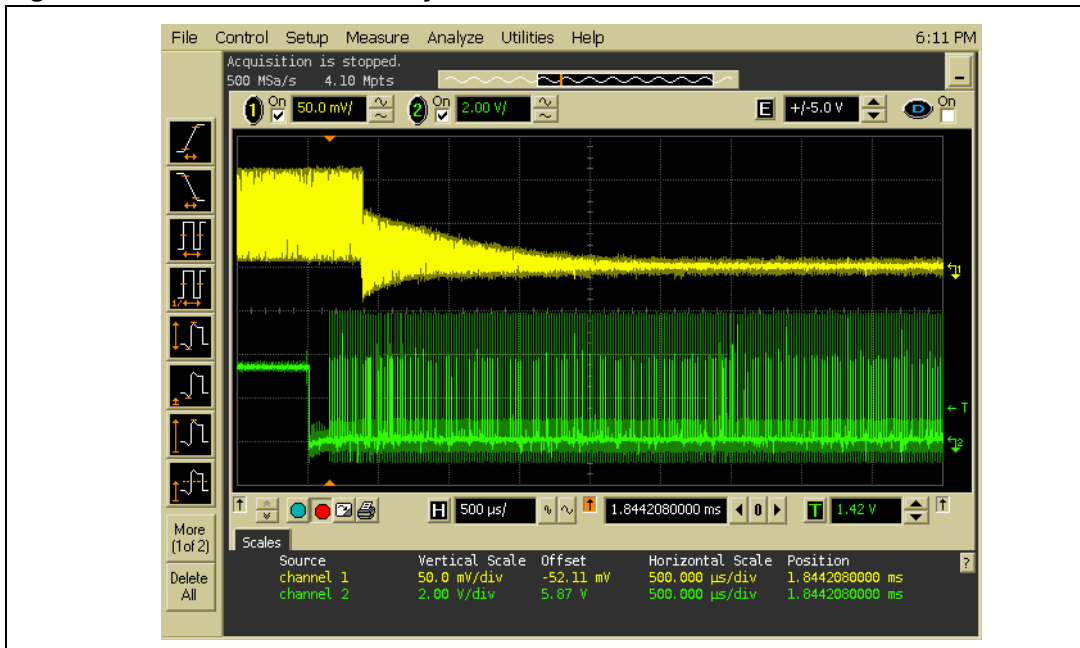 File Control Setup Measure Analyze Utilities Help 6:11 PM
Acquisition is stopped.
500 MSa/s 4.10 Mpts
1 On 50.0 mV/ 2 On 2.00 V/ E +/-5.0 V D On
1
T
2
H 500 µs/ 1.8442080000 ms 0 T 1.42 V
More
(1of 2)
Delete
All
Scales
Source Vertical Scale Offset Horizontal Scale Position ?
channel 1 50.0 mV/div -52.11 mV 500.000 µs/div 1.8442080000 ms
channel 2 2.00 V/div 5.87 V 500.000 µs/div 1.8442080000 ms